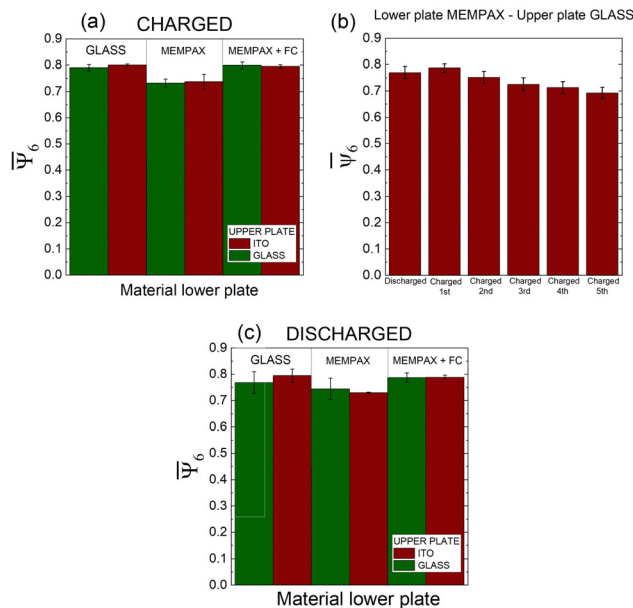 (a)
CHARGED
GLASS
MEMPAX
MEMPAX + FC
0.9
0.8
0.7
0.6
0.5
0.4
0.3
0.2
0.1
0.0
Ψ̅₆
UPPER PLATE
ITO
GLASS
Material lower plate
Lower plate MEMPAX - Upper plate GLASS
(b)
0.9
0.8
0.7
0.6
0.5
0.4
0.3
0.2
0.1
0.0
ψ̅₆
Discharged
Charged 1st
Charged 2nd
Charged 3rd
Charged 4th
Charged 5th
(c)
DISCHARGED
GLASS
MEMPAX
MEMPAX + FC
0.9
0.8
0.7
0.6
0.5
0.4
0.3
0.2
0.1
0.0
Ψ̅₆
UPPER PLATE
ITO
GLASS
Material lower plate